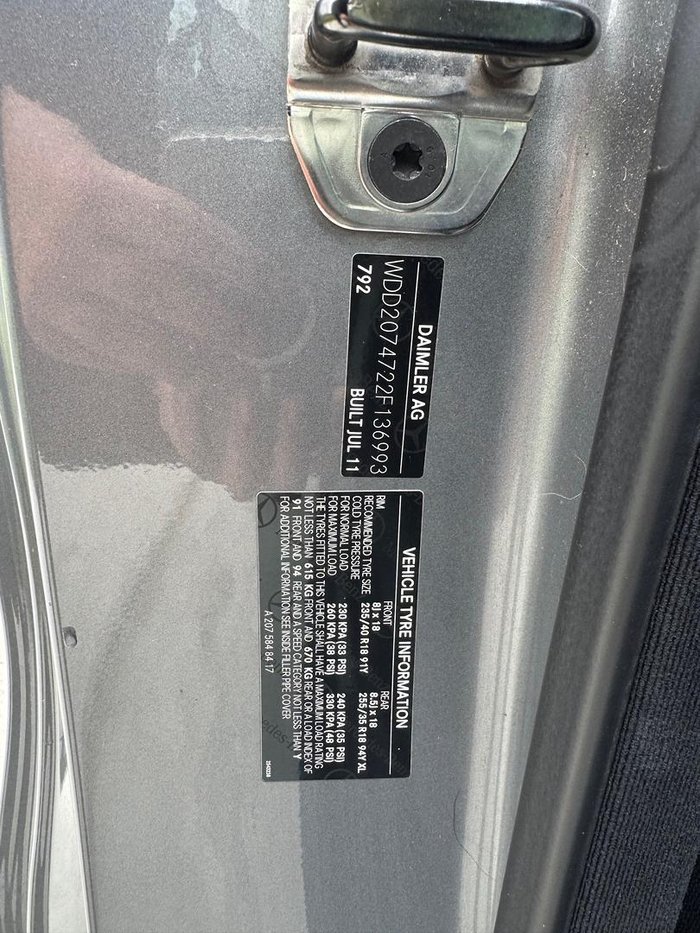 DAIMLER AG
WDD2074722F136993
792 BUILT JUL 11
VEHICLE TYRE INFORMATION
FRONT REAR
RIM 8J x 18 8.5J x 18
RECOMMENDED TYRE SIZE 235/40 R18 91Y 255/35 R18 94Y XL
COLD TYRE PRESSURE
FOR NORMAL LOAD 230 KPA (33 PSI) 240 KPA (35 PSI)
FOR MAXIMUM LOAD 260 KPA (38 PSI) 330 KPA (48 PSI)
THE TYRES FITTED TO THIS VEHICLE SHALL HAVE A MAXIMUM LOAD RATING
NOT LESS THAN 615 KG FRONT AND 670 KG REAR OR A LOAD INDEX OF
91 FRONT AND 94 REAR AND A SPEED CATEGORY NOT LESS THAN Y
FOR ADDITIONAL INFORMATION SEE INSIDE FILLER PIPE COVER
A 207 584 84 17